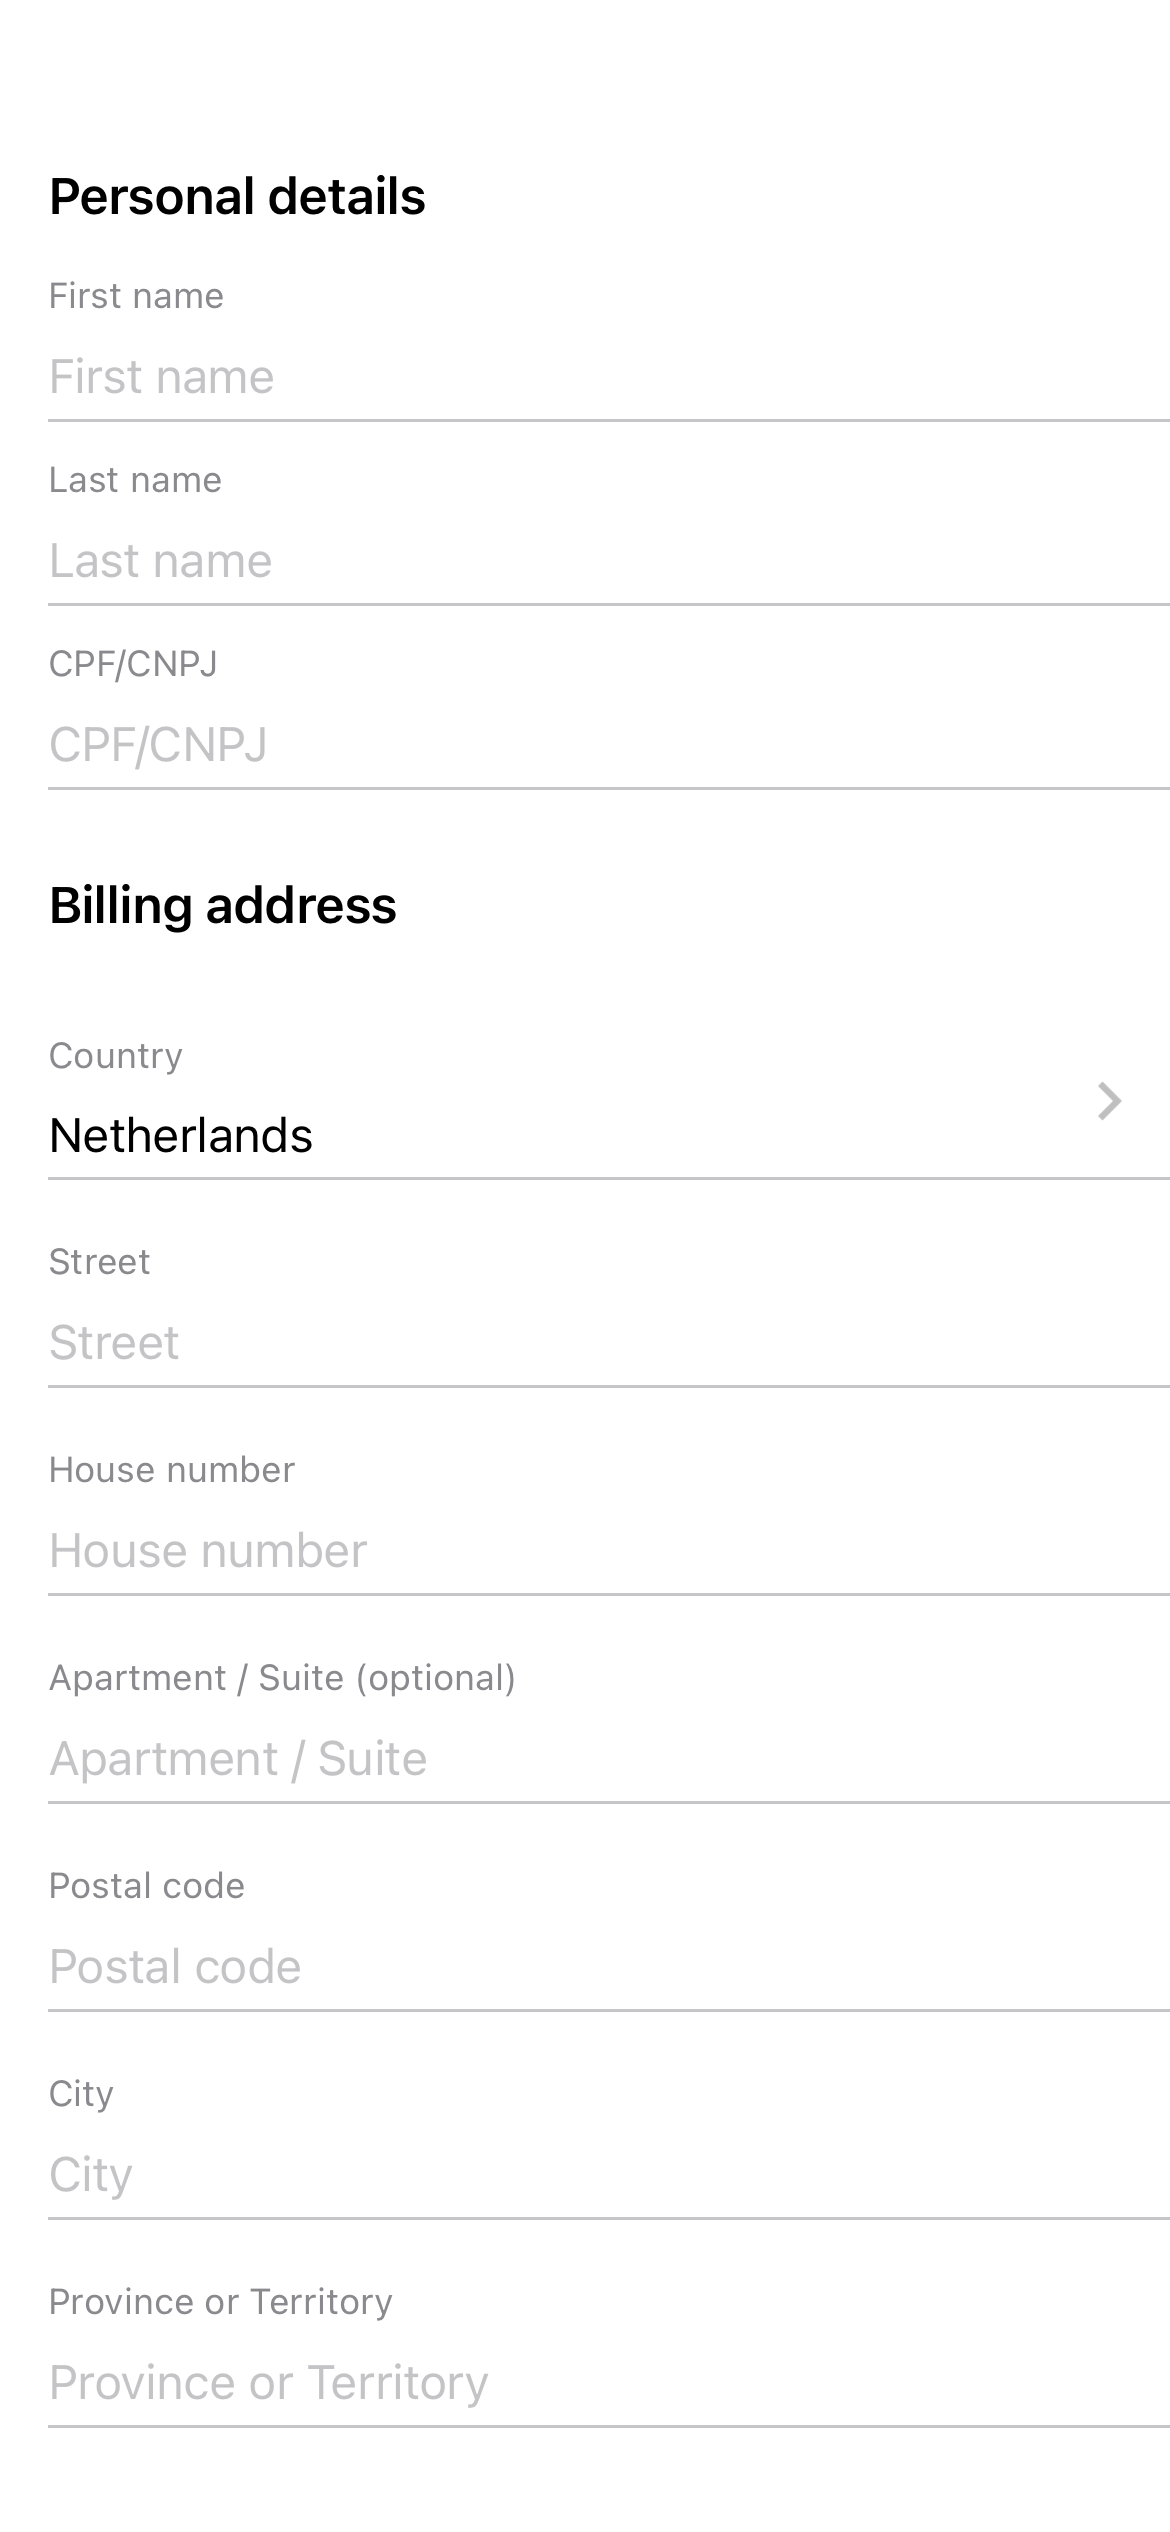 Personal details
First name
First name
Last name
Last name
CPF/CNPJ
CPF/CNPJ
Billing address
Country
Netherlands
Street
Street
House number
House number
Apartment / Suite (optional)
Apartment / Suite
Postal code
Postal code
City
City
Province or Territory
Province or Territory